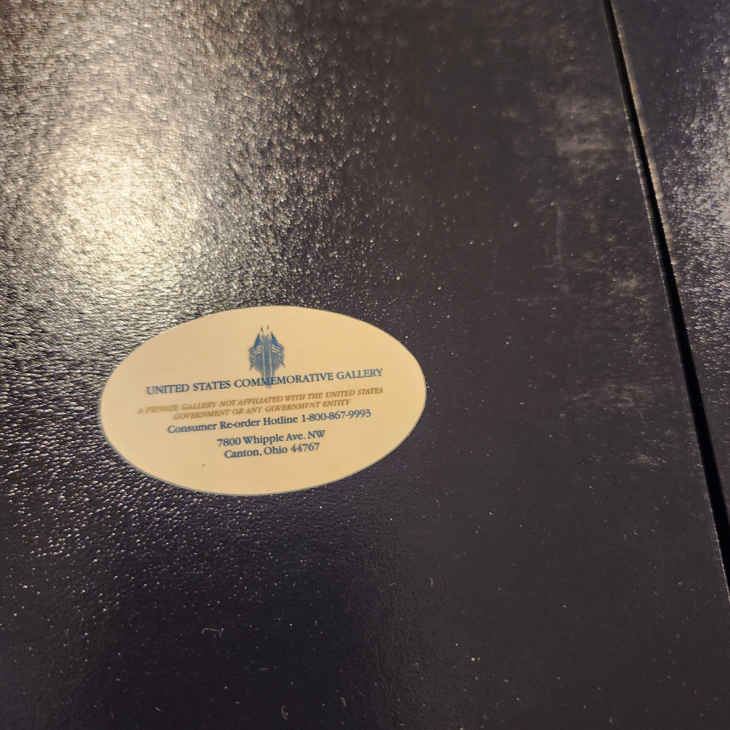 UNITED STATES COMMEMORATIVE GALLERY
A PRIVATE GALLERY NOT AFFILIATED WITH THE UNITED STATES
GOVERNMENT OR ANY GOVERNMENT ENTITY
Consumer Re-order Hotline 1-800-867-9993
7800 Whipple Ave. NW
Canton, Ohio 44767